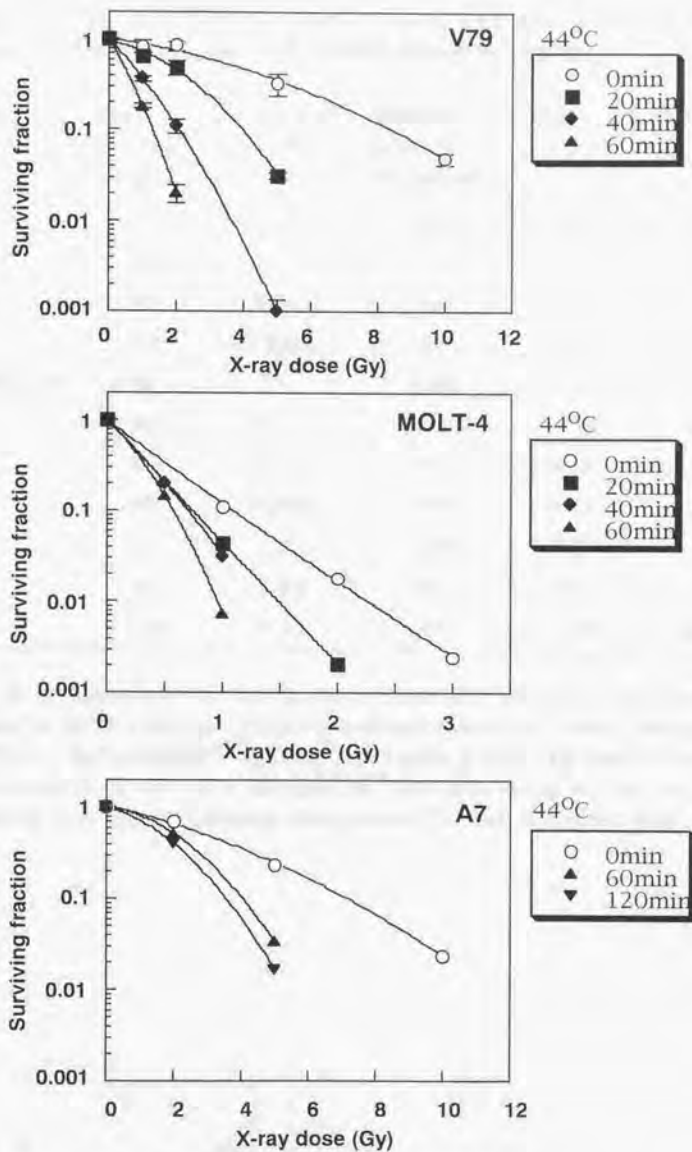 V79
44°C
0min
20min
40min
60min
Surviving fraction
1
0.1
0.01
0.001
0 2 4 6 8 10 12
X-ray dose (Gy)
MOLT-4
44°C
0min
20min
40min
60min
Surviving fraction
1
0.1
0.01
0.001
0 1 2 3
X-ray dose (Gy)
A7
44°C
0min
60min
120min
Surviving fraction
1
0.1
0.01
0.001
0 2 4 6 8 10 12
X-ray dose (Gy)